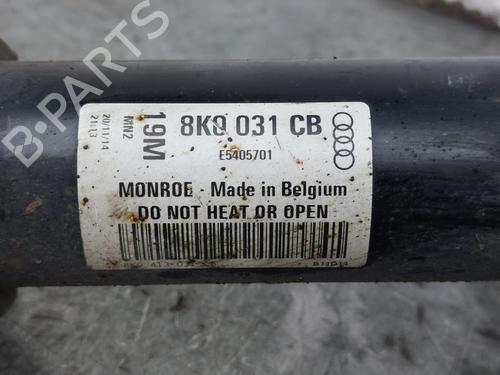 20/11/14
21:13
MN2
19M
8K0 031 CB
E5405701
MONROE - Made in Belgium
DO NOT HEAT OR OPEN
B-PARTS